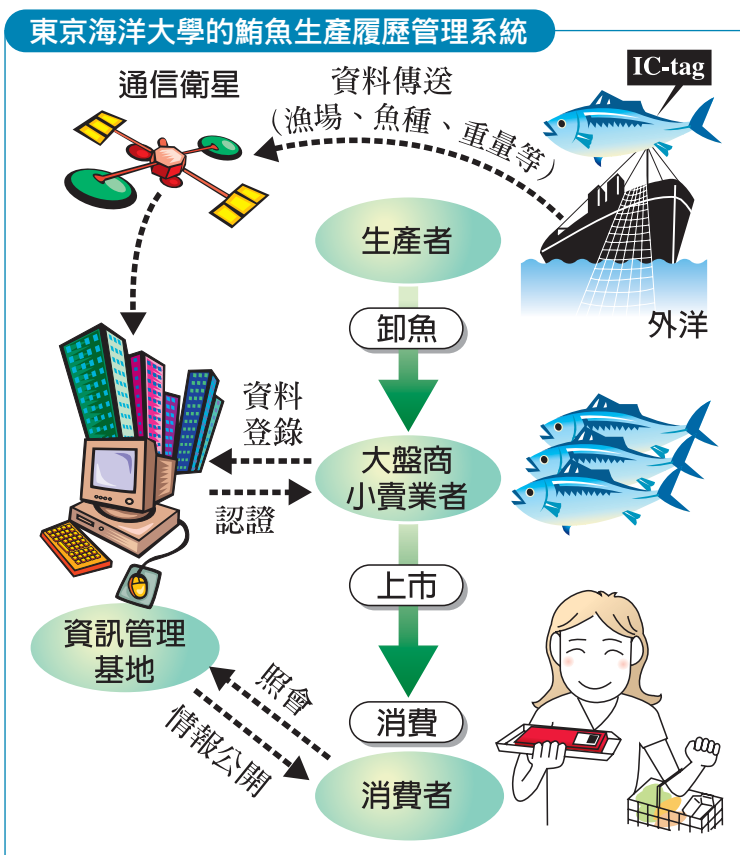 東京海洋大學的鮪魚生產履歷管理系統
通信衛星
資料傳送
（漁場、魚種、重量等）
IC-tag
生產者
外洋
卸魚
資料
登錄
大盤商
小賣業者
認證
上市
資訊管理
基地
照會
情報公開
消費
消費者